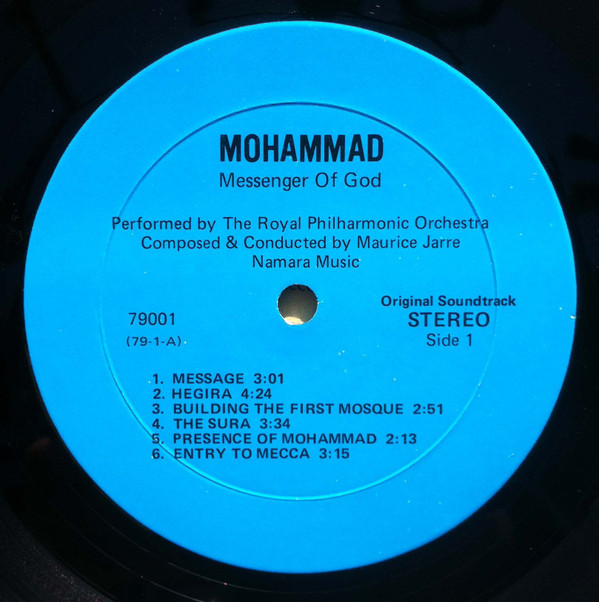 MOHAMMAD
Messenger Of God
Performed by The Royal Philharmonic Orchestra
Composed & Conducted by Maurice Jarre
Namara Music
79001
(79-1-A)
Original Soundtrack
STEREO
Side 1
1. MESSAGE 3:01
2. HEGIRA 4:24
3. BUILDING THE FIRST MOSQUE 2:51
4. THE SURA 3:34
5. PRESENCE OF MOHAMMAD 2:13
6. ENTRY TO MECCA 3:15